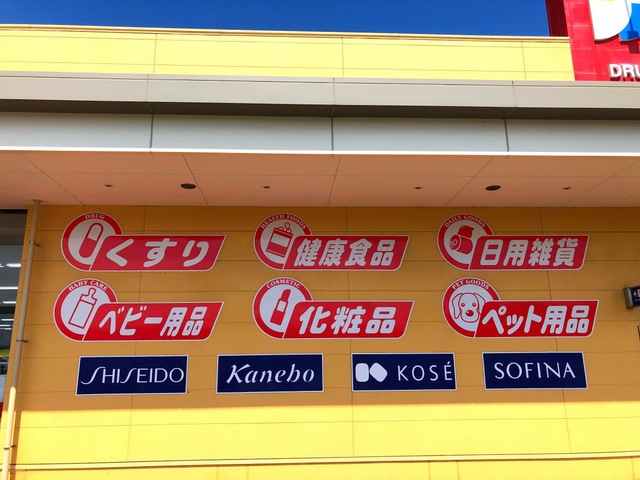 DRU
DRUG
くすり
HEALTH FOODS
健康食品
DAILY GOODS
日用雑貨
BABY CARE
ベビー用品
COSMETIC
化粧品
PET GOODS
ペット用品
SHISEIDO
Kanebo
KOSÉ
SOFINA